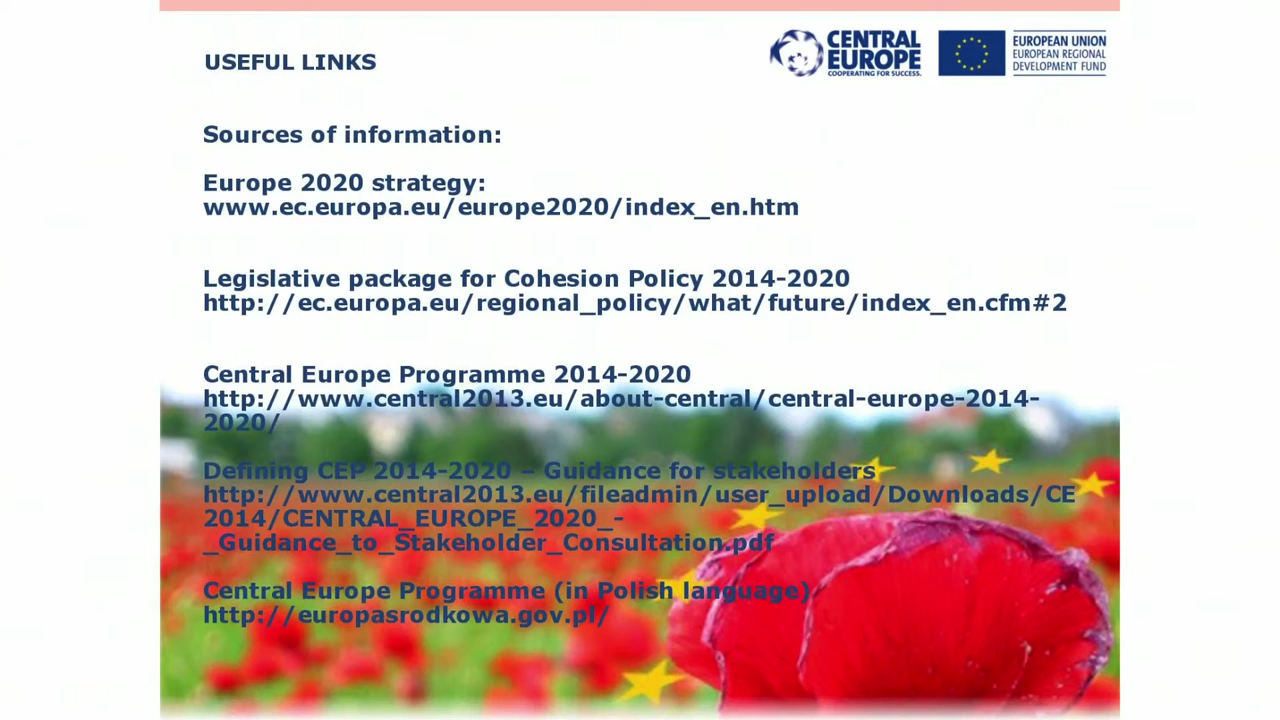 USEFUL LINKS
CENTRAL
EUROPE
COOPERATING FOR SUCCESS.
EUROPEAN UNION
EUROPEAN REGIONAL
DEVELOPMENT FUND
Sources of information:
Europe 2020 strategy:
www.ec.europa.eu/europe2020/index_en.htm
Legislative package for Cohesion Policy 2014-2020
http://ec.europa.eu/regional_policy/what/future/index_en.cfm#2
Central Europe Programme 2014-2020
http://www.central2013.eu/about-central/central-europe-2014-
2020/
Defining CEP 2014-2020 – Guidance for stakeholders
http://www.central2013.eu/fileadmin/user_upload/Downloads/CE
2014/CENTRAL_EUROPE_2020_-
_Guidance_to_Stakeholder_Consultation.pdf
Central Europe Programme (in Polish language)
http://europasrodkowa.gov.pl/